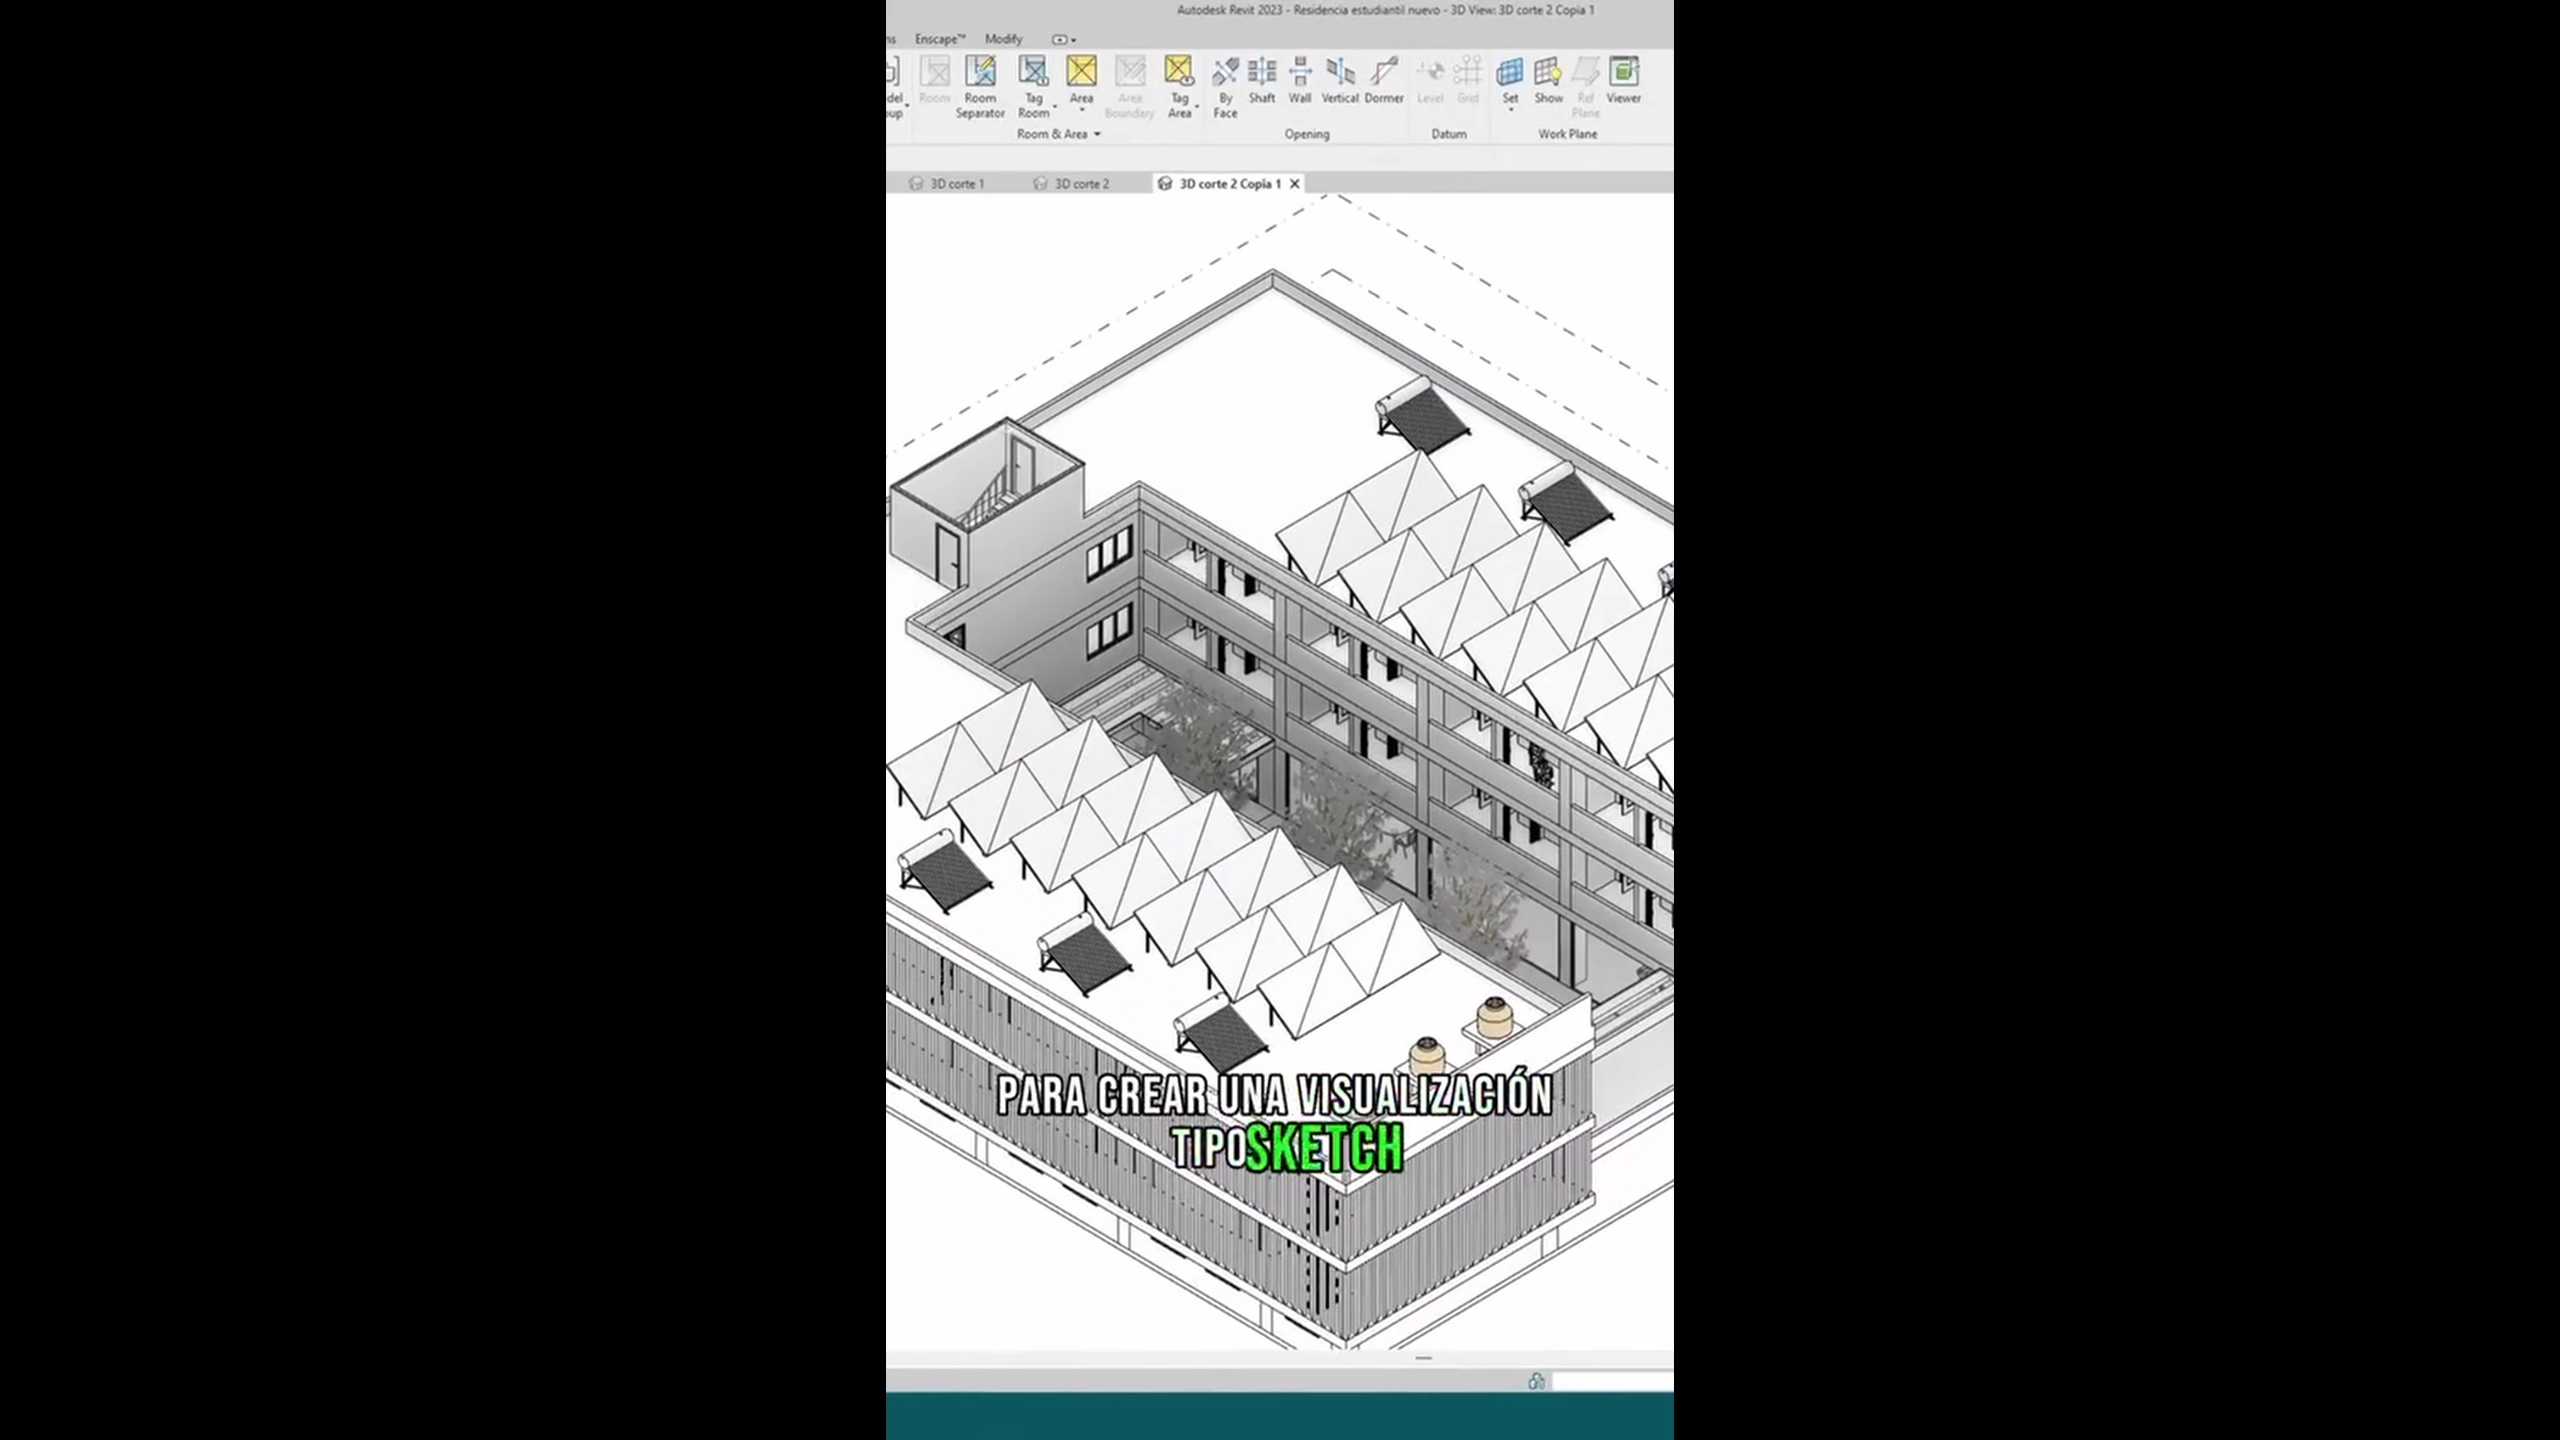 Autodesk Revit 2023 - Residencia estudiantil nuevo - 3D View: 3D corte 2 Copia 1
Enscape™ Modify
Room
Room Separator
Tag Room
Area
Area Boundary
Tag Area
By Face
Shaft
Wall
Vertical
Dormer
Level
Grid
Set
Show
Ref Plane
Viewer
Room & Area
Opening
Datum
Work Plane
3D corte 1
3D corte 2
3D corte 2 Copia 1
PARA CREAR UNA VISUALIZACIÓN
TIPO SKETCH